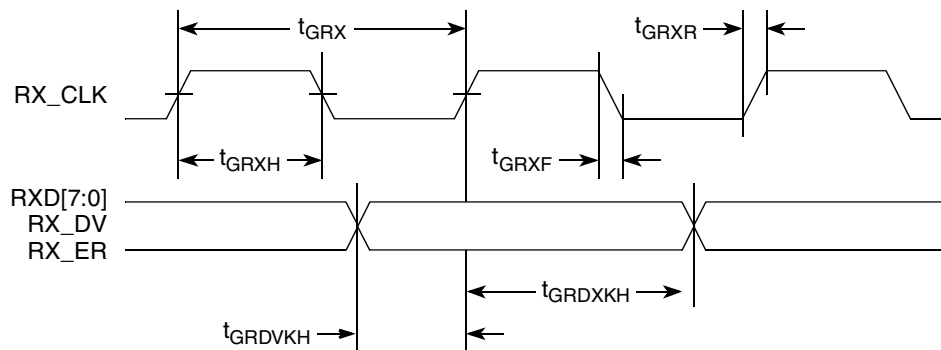 tGRX
tGRXR
RX_CLK
tGRXH
tGRXF
RXD[7:0]
RX_DV
RX_ER
tGRDXKH
tGRDVKH